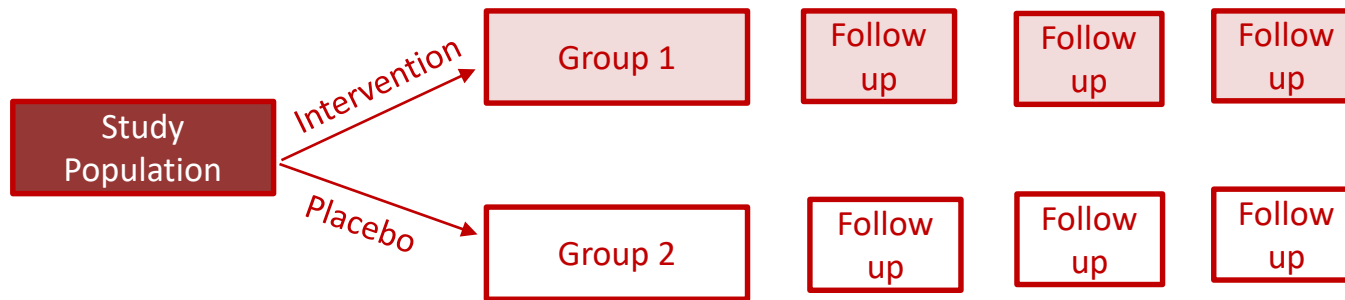 Study
Population
Intervention
Placebo
Group 1
Follow
up
Follow
up
Follow
up
Group 2
Follow
up
Follow
up
Follow
up